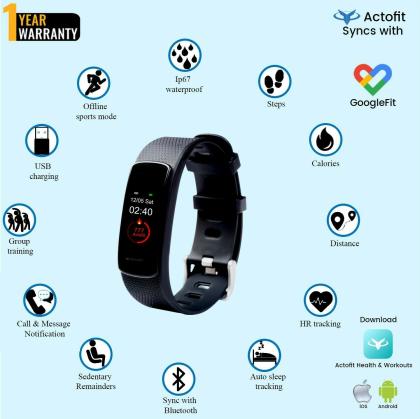 1 YEAR
WARRANTY
Actofit
Syncs with
GoogleFit
Ip67
waterproof
Offline
sports mode
Steps
USB
charging
Calories
12/05 Sat
02:40
777
Group
training
Distance
Call & Message
Notification
HR tracking
Download
Actofit Health & Workouts
iOS
Android
Sedentary
Remainders
Sync with
Bluetooth
Auto sleep
tracking